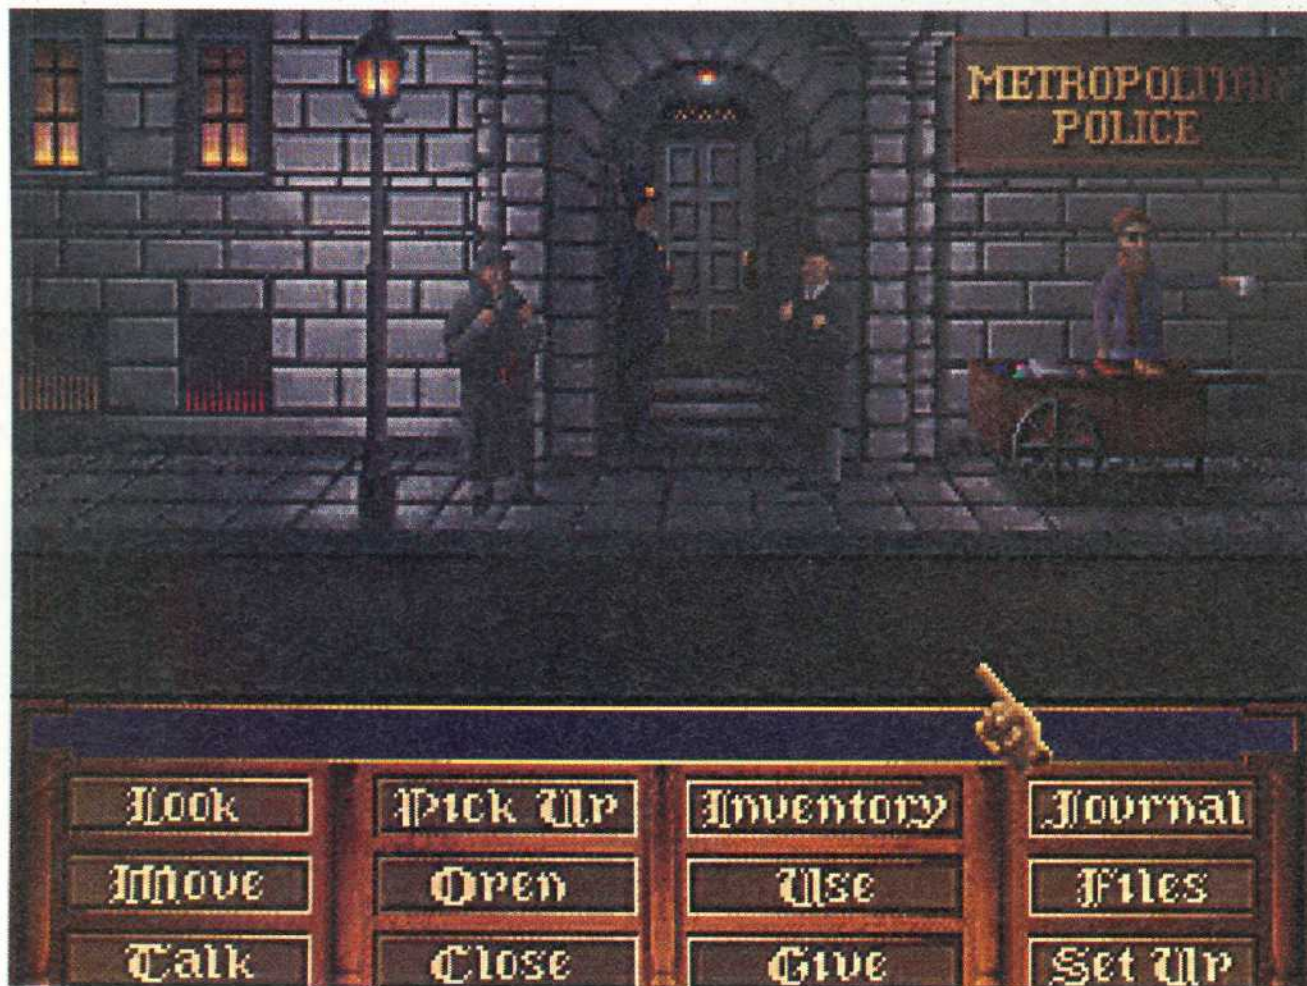 METROPOLITAN
POLICE
Look
Pick Up
Inventory
Journal
Move
Open
Use
Files
Talk
Close
Give
Set Up